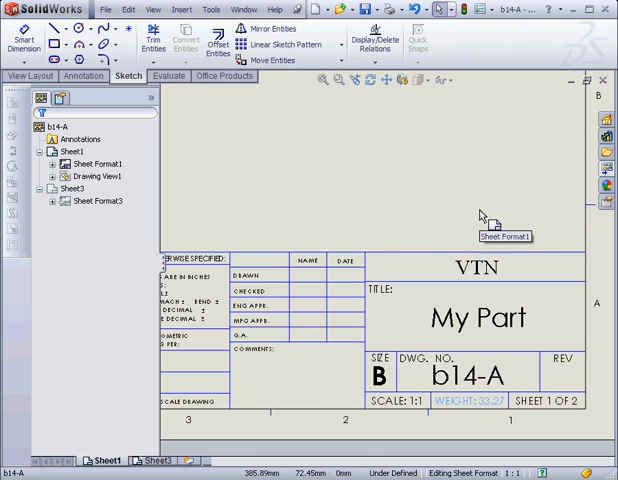 SolidWorks
File Edit View Insert Tools Window Help
b14-A - ...
Smart Dimension
Trim Entities
Convert Entities
Offset Entities
Mirror Entities
Linear Sketch Pattern
Move Entities
Display/Delete Relations
Quick Snaps
View Layout Annotation Sketch Evaluate Office Products
b14-A
Annotations
Sheet1
Sheet Format1
Drawing View1
Sheet3
Sheet Format3
B
A
Sheet Format1
ERWISE SPECIFIED:
ARE IN INCHES
MACH ± BEND ±
DECIMAL ±
E DECIMAL ±
OMETRIC
G PER:
SCALE DRAWING
NAME DATE
DRAWN
CHECKED
ENG APPR.
MFG APPR.
Q.A.
COMMENTS:
VTN
TITLE:
My Part
SIZE DWG. NO. REV
B b14-A
SCALE: 1:1 WEIGHT: 33.27 SHEET 1 OF 2
3 2 1
Sheet1 Sheet3
b14-A 385.89mm 72.45mm 0mm Under Defined Editing Sheet Format 1 : 1